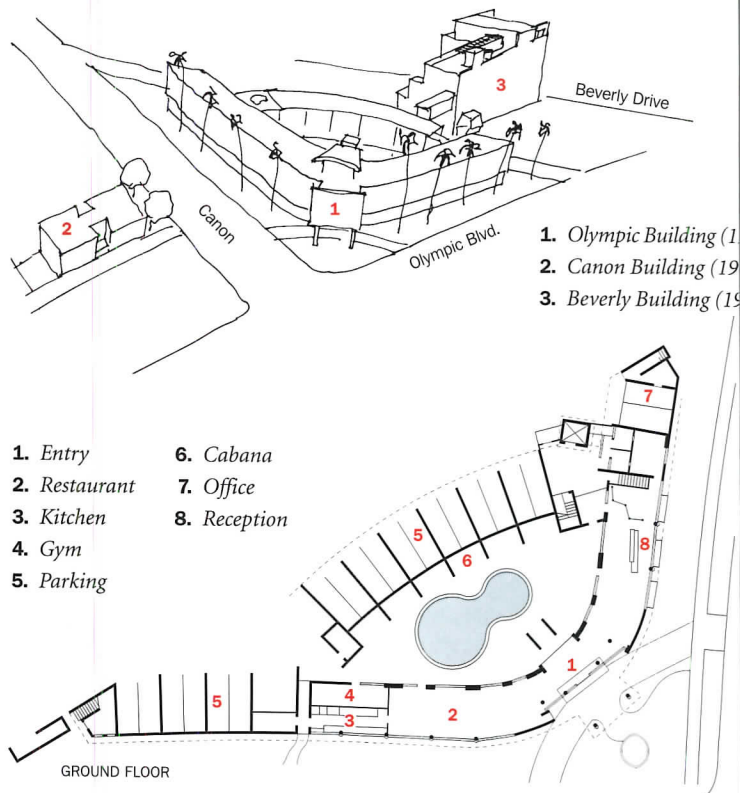 3
Beverly Drive
2
Canon
1
Olympic Blvd.
1. Olympic Building (1
2. Canon Building (19
3. Beverly Building (19
1. Entry
2. Restaurant
3. Kitchen
4. Gym
5. Parking
6. Cabana
7. Office
8. Reception
7
5
6
8
1
4
5
3
2
GROUND FLOOR